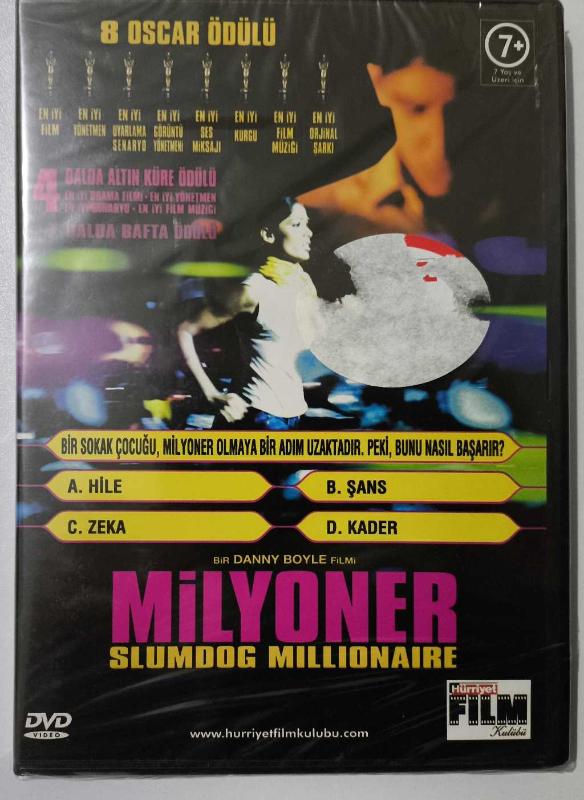 8 OSCAR ÖDÜLÜ
7+
7 Yaş ve
Üzeri için
EN İYİ
FİLM
EN İYİ
YÖNETMEN
EN İYİ
UYARLAMA
SENARYO
EN İYİ
GÖRÜNTÜ
YÖNETMENİ
EN İYİ
SES
MİKSAJI
EN İYİ
KURGU
EN İYİ
FİLM
MÜZİĞİ
EN İYİ
ORJİNAL
ŞARKI
4 DALDA ALTIN KÜRE ÖDÜLÜ
EN İYİ DRAMA FİLMİ - EN İYİ YÖNETMEN
EN İYİ SENARYO - EN İYİ FİLM MÜZİĞİ
DALDA BAFTA ÖDÜLÜ
BİR SOKAK ÇOCUĞU, MİLYONER OLMAYA BİR ADIM UZAKTADIR. PEKİ, BUNU NASIL BAŞARIR?
A. HİLE
B. ŞANS
C. ZEKA
D. KADER
BİR DANNY BOYLE FİLMİ
MİLYONER
SLUMDOG MILLIONAIRE
DVD
VIDEO
www.hurriyetfilmkulubu.com
Hürriyet
FİLM
Kulübü